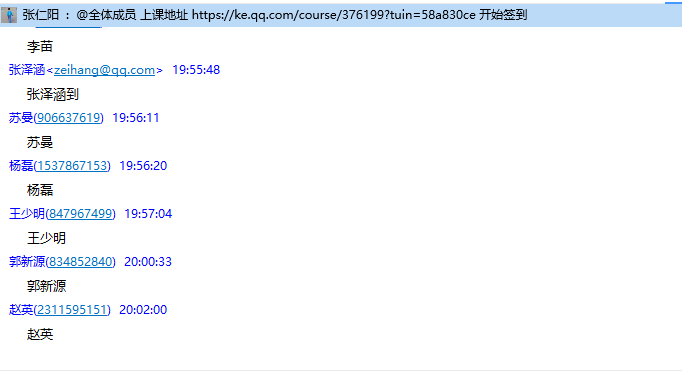 张仁阳 ： @全体成员 上课地址 https://ke.qq.com/course/376199?tuin=58a830ce 开始签到
李苗
张泽涵<zeihang@qq.com> 19:55:48
张泽涵到
苏曼(906637619) 19:56:11
苏曼
杨磊(1537867153) 19:56:20
杨磊
王少明(847967499) 19:57:04
王少明
郭新源(834852840) 20:00:33
郭新源
赵英(2311595151) 20:02:00
赵英